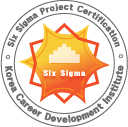 Six Sigma Project Certification
Six Sigma
Korea Career Development Institute